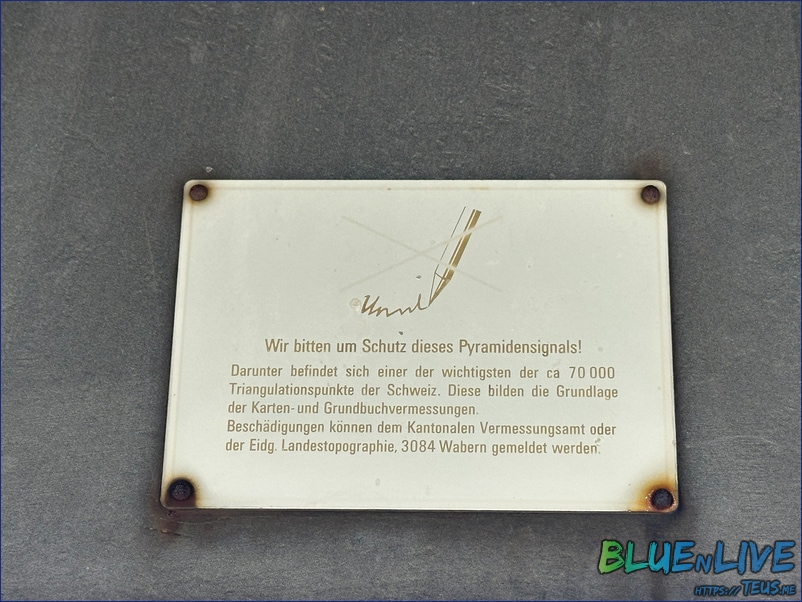 Wir bitten um Schutz dieses Pyramidensignals!
Darunter befindet sich einer der wichtigsten der ca 70 000
Triangulationspunkte der Schweiz. Diese bilden die Grundlage
der Karten- und Grundbuchvermessungen.
Beschädigungen können dem Kantonalen Vermessungsamt oder
der Eidg. Landestopographie, 3084 Wabern gemeldet werden.
BLUEnLIVE
HTTPS://TEUS.ME